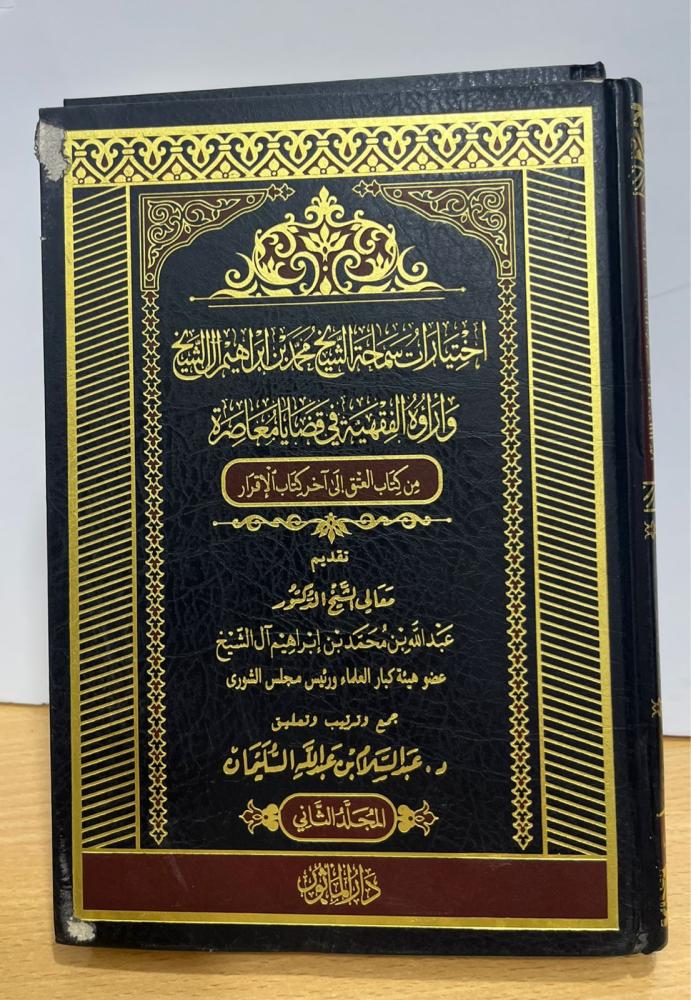 اختيارات سماحة الشيخ محمد بن إبراهيم آل الشيخ
وآراؤه الفقهية في قضايا معاصرة
من كتاب العتق إلى آخر كتاب الإقرار
تقديم
معالي الشيخ الدكتور
عبد الله بن محمد بن إبراهيم آل الشيخ
عضو هيئة كبار العلماء ورئيس مجلس الشورى
جمع وترتيب وتعليق
د. عبد السلام بن عبد الله السليمان
المجلد الثاني
دار المأثور